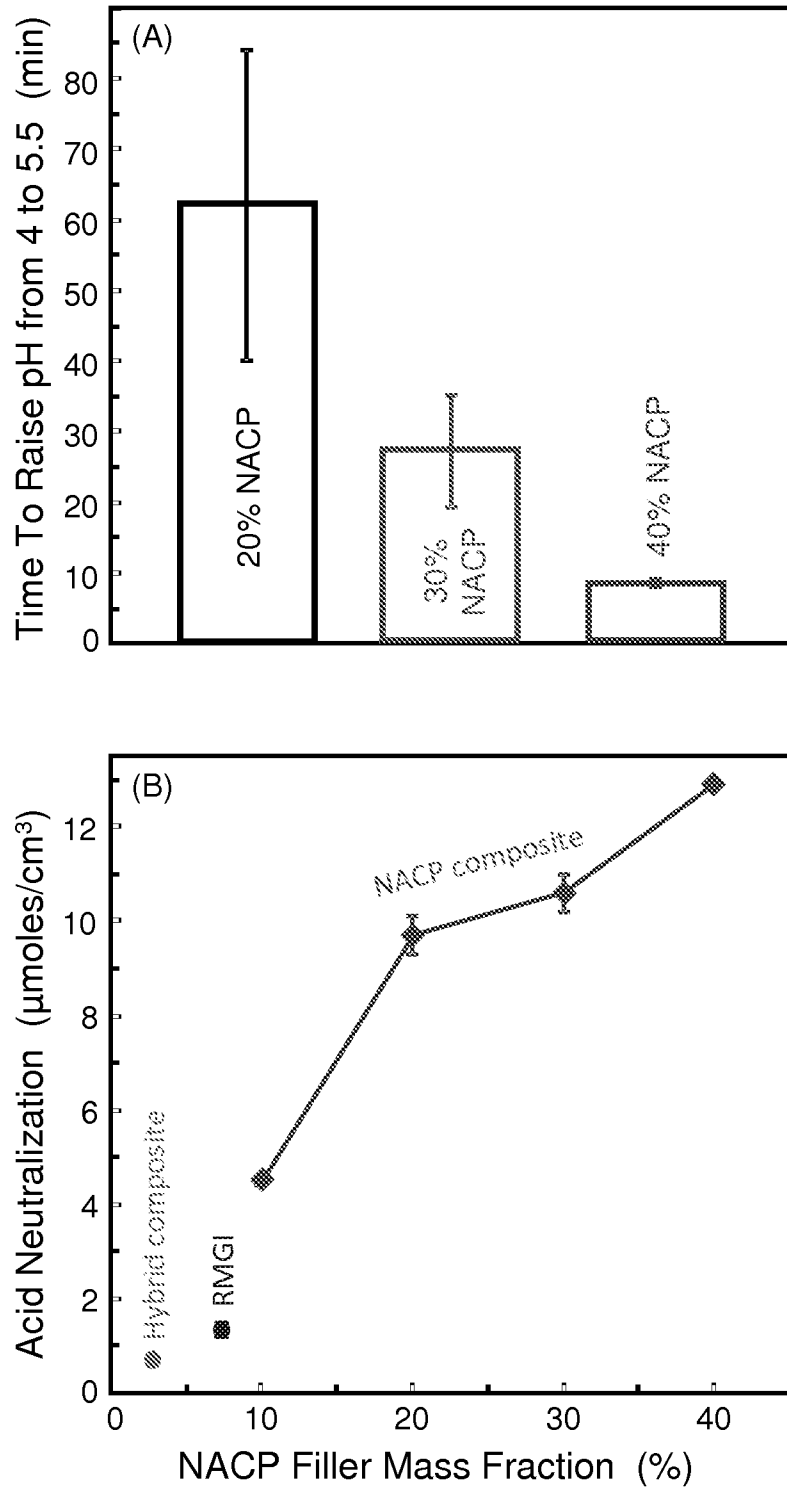 (A)
Time To Raise pH from 4 to 5.5 (min)
80
70
60
50
40
30
20
10
0
20% NACP
30%
NACP
40% NACP
(B)
Acid Neutralization (µmoles/cm³)
12
10
8
6
4
2
0
NACP composite
Hybrid composite
RMGI
0 10 20 30 40
NACP Filler Mass Fraction (%)